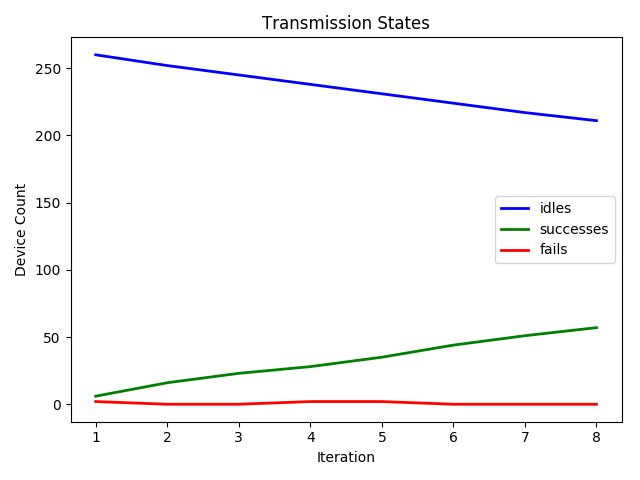 Transmission States
Device Count
250
200
150
100
50
0
idles
successes
fails
1 2 3 4 5 6 7 8
Iteration